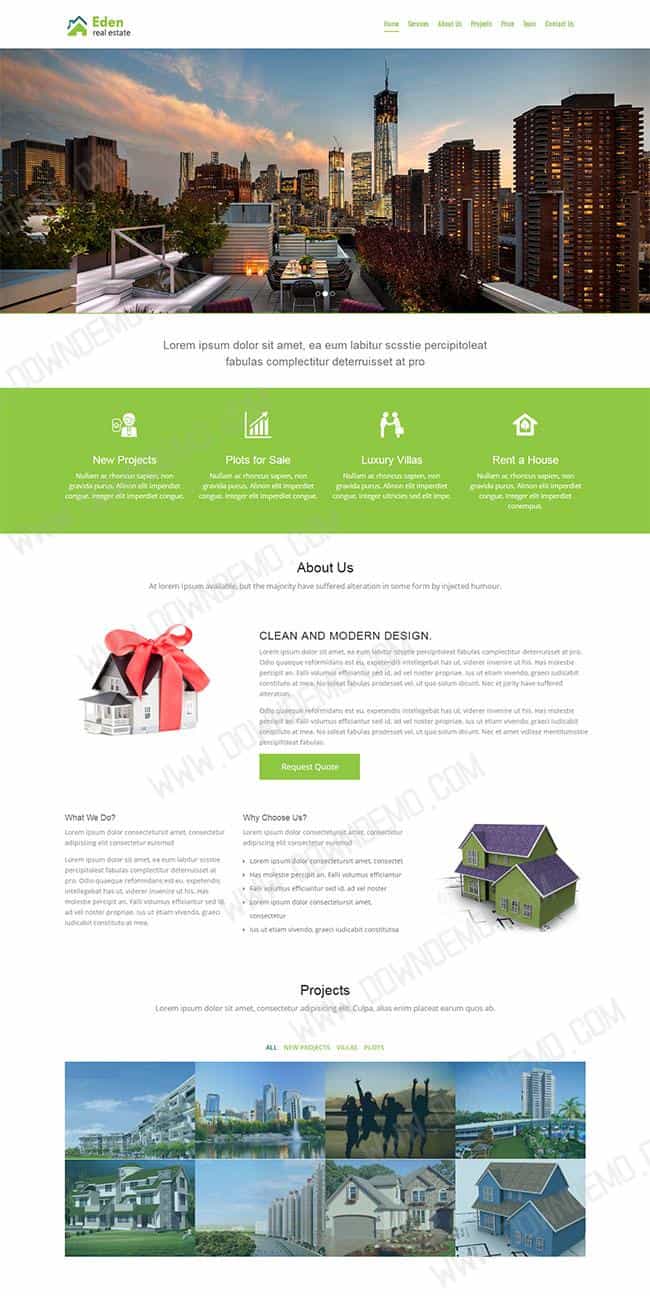 Eden
real estate
Home Services About Us Projects Price Team Contact Us
Lorem ipsum dolor sit amet, ea eum labitur scsstie percipitoleat
fabulas complectitur deterruisset at pro
New Projects
Nullam ac rhoncus sapien, non
gravida purus. Alinon elit imperdiet
congue. Integer elit imperdiet congue.
Plots for Sale
Nullam ac rhoncus sapien, non
gravida purus. Alinon elit imperdiet
congue. Integer elit imperdiet congue.
Luxury Villas
Nullam ac rhoncus sapien, non
gravida purus. Alinon elit imperdiet
congue. Integer ultricies sed elit impe.
Rent a House
Nullam ac rhoncus sapien, non
gravida purus. Alinon elit imperdiet
congue. Integer elit imperdiet
conempus.
About Us
At lorem Ipsum available, but the majority have suffered alteration in some form by injected humour.
CLEAN AND MODERN DESIGN.
Lorem ipsum dolor sit amet, ea eum labitur scsstie percipitoleat fabulas complectitur deterruisset at pro.
Odio quaeque reformidans est eu, expetendis intellegebat has ut, viderer invenire ut his. Has molestie
percipit an. Falli volumus efficiantur sed id, ad vel noster propriae, ius ut etiam vivendo, graeci iudicabit
constituto at mea. No soleat fabulas prodesset vel, ut quo solum dicunt. Nec et jority have suffered
alteration.
Odio quaeque reformidans est eu, expetendis intellegebat has ut, viderer invenire ut his. Has molestie
percipit an. Falli volumus efficiantur sed id, ad vel noster propriae, ius ut etiam vivendo, graeci iudicabit
constituto at mea. No soleat fabulas prodesset vel, ut quo solum dicunt. Nec et amet vidlese mentitumsse
percipitoleat fabulas.
Request Quote
What We Do?
Lorem ipsum dolor consectetursit amet, consectetur
adipiscing elit consectetur euismod
Lorem ipsum dolor sit amet, ea eum labitur scsstie
percipitoleat fabulas complectitur deterruisset at pro.
Odio quaeque reformidans est eu, expetendis
intellegebat has ut, viderer invenire ut his. Has
molestie percipit an. Falli volumus efficiantur sed id,
ad vel noster propriae, ius ut etiam vivendo, graeci
iudicabit constituto at mea.
Why Choose Us?
Lorem ipsum dolor consectetursit amet, consectetur
adipiscing elit consectetur euismod
Lorem ipsum dolor consectetursit amet, consectet
Has molestie percipit an. Falli volumus efficiantur
Falli volumus efficiantur sed id, ad vel noster
Lorem ipsum dolor consectetursit amet,
consectetur
ius ut etiam vivendo, graeci iudicabit constitutoa
Projects
Lorem ipsum dolor sit amet, consectetur adipisicing elit. Culpa, alias enim placeat earum quos ab.
ALL NEW PROJECTS VILLAS PLOTS
WWW.DOWNDEMO.COM